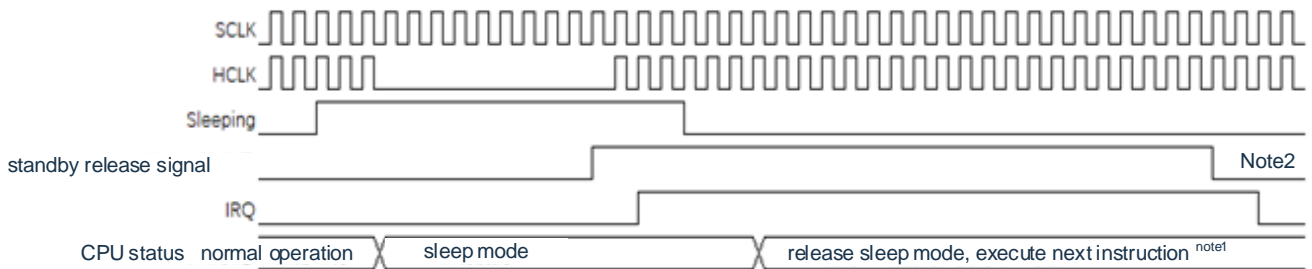 SCLK
HCLK
Sleeping
standby release signal Note2
IRQ
CPU status normal operation sleep mode release sleep mode, execute next instruction note1